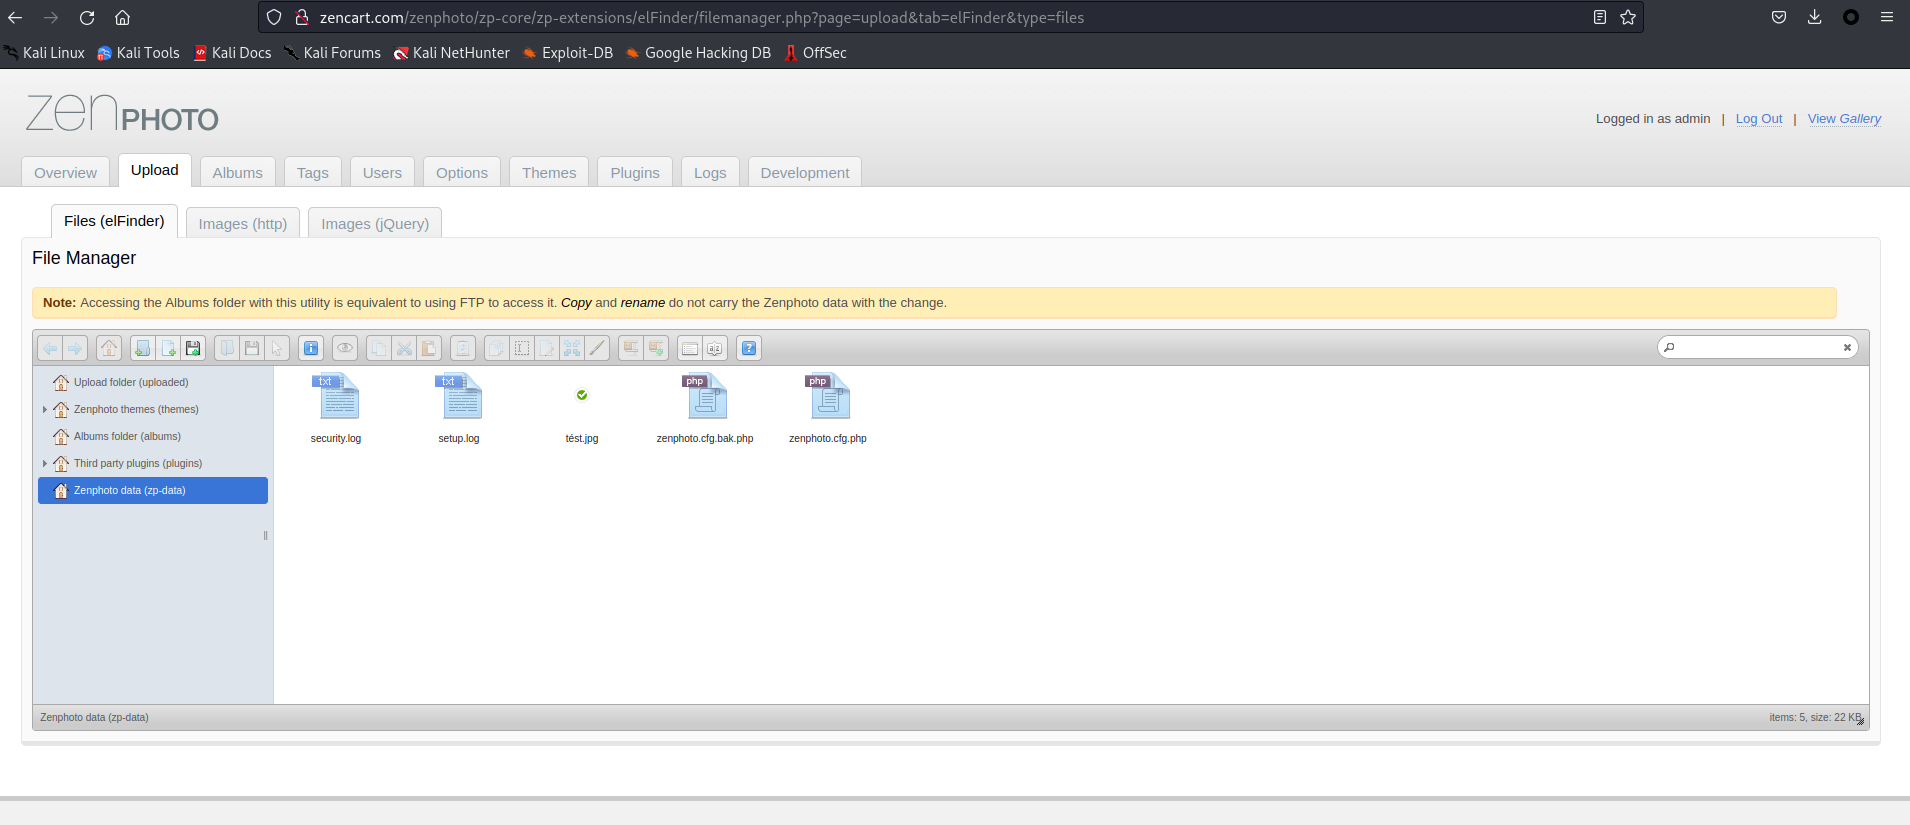 zencart.com/zenphoto/zp-core/zp-extensions/elFinder/filemanager.php?page=upload&tab=elFinder&type=files
Kali Linux Kali Tools Kali Docs Kali Forums Kali NetHunter Exploit-DB Google Hacking DB OffSec
zenPHOTO
Logged in as admin | Log Out | View Gallery
Overview Upload Albums Tags Users Options Themes Plugins Logs Development
Files (elFinder) Images (http) Images (jQuery)
File Manager
Note: Accessing the Albums folder with this utility is equivalent to using FTP to access it. Copy and rename do not carry the Zenphoto data with the change.
Upload folder (uploaded)
Zenphoto themes (themes)
Albums folder (albums)
Third party plugins (plugins)
Zenphoto data (zp-data)
txt txt php php
security.log setup.log tést.jpg zenphoto.cfg.bak.php zenphoto.cfg.php
Zenphoto data (zp-data) items: 5, size: 22 KB